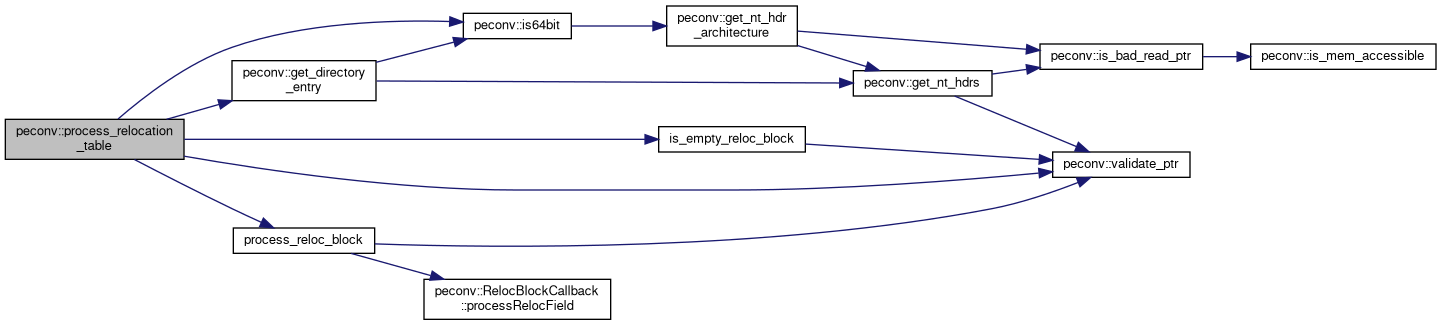 peconv::process_relocation
_table
peconv::is64bit
peconv::get_directory
_entry
peconv::get_nt_hdr
_architecture
peconv::get_nt_hdrs
peconv::is_bad_read_ptr
peconv::is_mem_accessible
is_empty_reloc_block
peconv::validate_ptr
process_reloc_block
peconv::RelocBlockCallback
::processRelocField